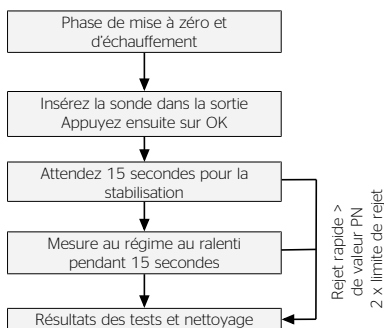 Phase de mise à zéro et
d'échauffement
Insérez la sonde dans la sortie
Appuyez ensuite sur OK
Attendez 15 secondes pour la
stabilisation
Mesure au régime au ralenti
pendant 15 secondes
Résultats des tests et nettoyage
Rejet rapide >
de valeur PN
2 x limite de rejet